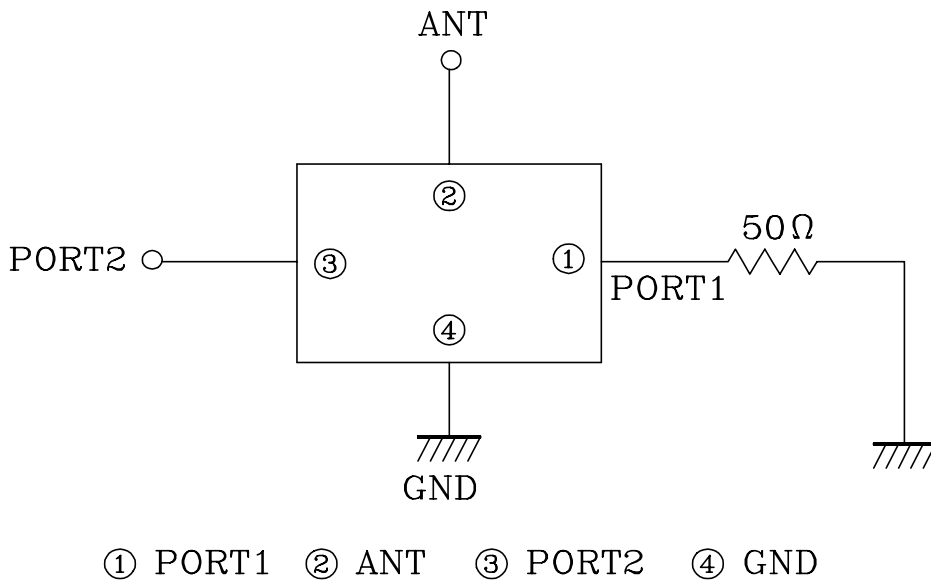 ANT
②
50Ω
PORT2
③
①
PORT1
④
GND
① PORT1 ② ANT ③ PORT2 ④ GND